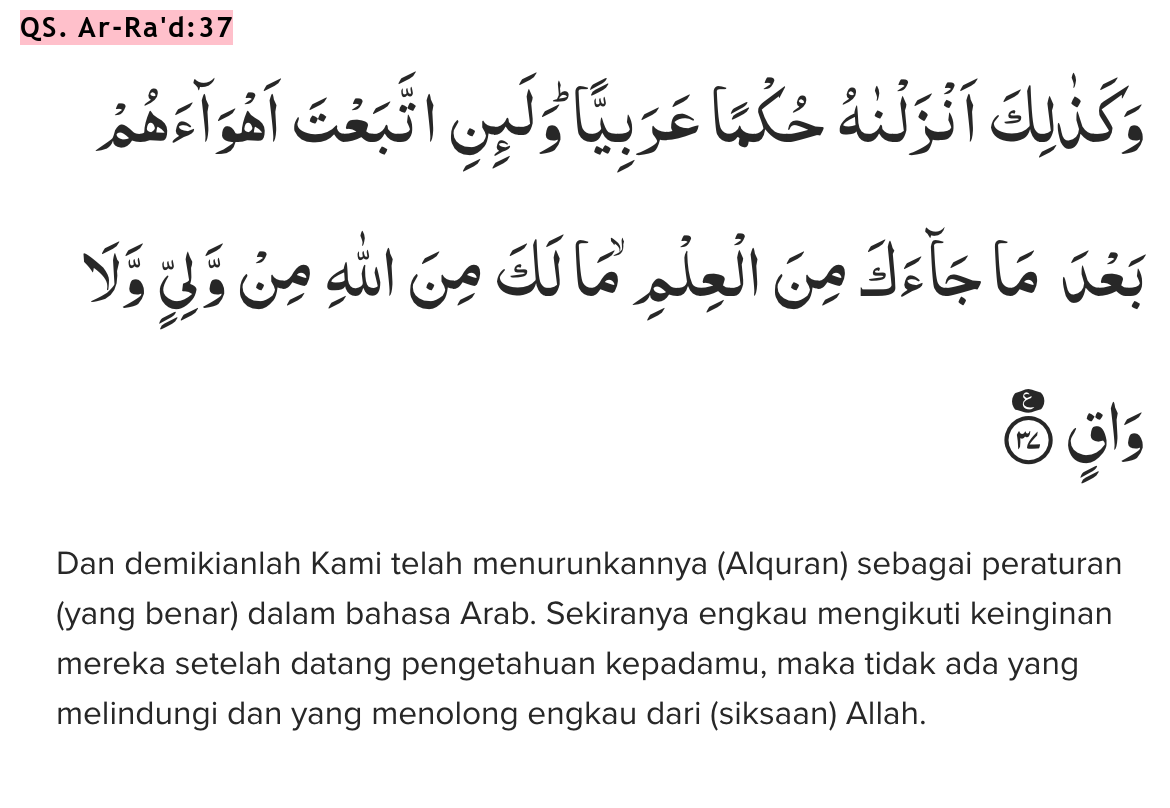 QS. Ar-Ra'd:37
وَكَذٰلِكَ اَنْزَلْنٰهُ حُكْمًا عَرَبِيًّاۗ وَلَىِٕنِ اتَّبَعْتَ اَهْوَاۤءَهُمْ
بَعْدَ مَا جَاۤءَكَ مِنَ الْعِلْمِۙ مَا لَكَ مِنَ اللّٰهِ مِنْ وَّلِيٍّ وَّلَا
وَاقٍ ࣖ ٣٧
Dan demikianlah Kami telah menurunkannya (Alquran) sebagai peraturan
(yang benar) dalam bahasa Arab. Sekiranya engkau mengikuti keinginan
mereka setelah datang pengetahuan kepadamu, maka tidak ada yang
melindungi dan yang menolong engkau dari (siksaan) Allah.